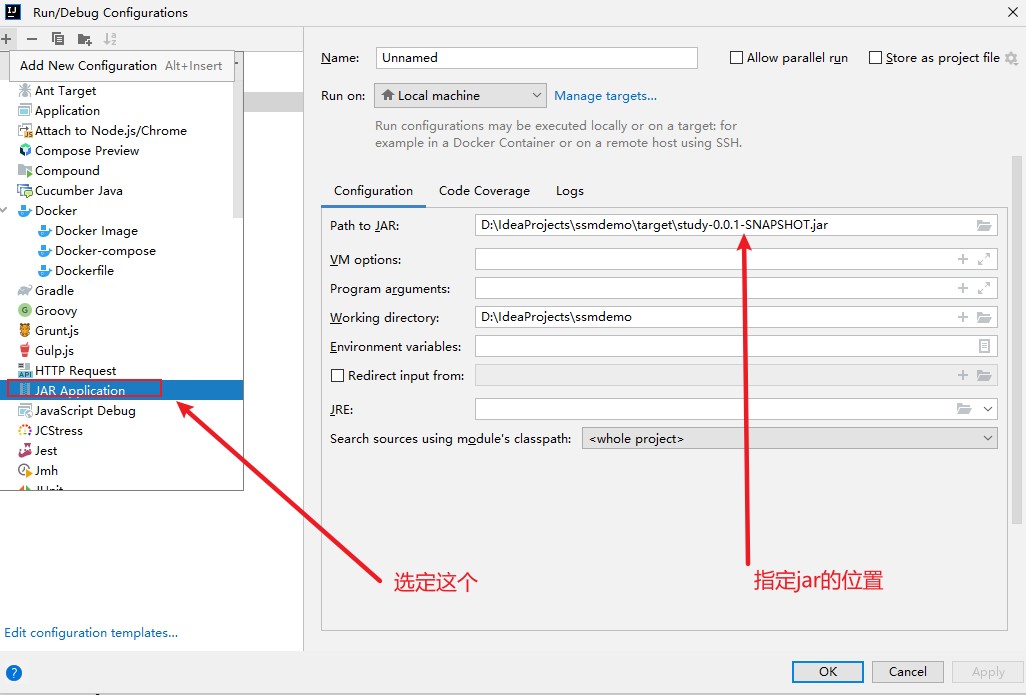 Run/Debug Configurations
Add New Configuration Alt+Insert
Ant Target
Application
Attach to Node.js/Chrome
Compose Preview
Compound
Cucumber Java
Docker
Docker Image
Docker-compose
Dockerfile
Gradle
Groovy
Grunt.js
Gulp.js
HTTP Request
JAR Application
JavaScript Debug
JCStress
Jest
Jmh
JUnit
Edit configuration templates...
Name: Unnamed
Allow parallel run
Store as project file
Run on: Local machine
Manage targets...
Run configurations may be executed locally or on a target: for
example in a Docker Container or on a remote host using SSH.
Configuration Code Coverage Logs
Path to JAR: D:\IdeaProjects\ssmdemo\target\study-0.0.1-SNAPSHOT.jar
VM options:
Program arguments:
Working directory: D:\IdeaProjects\ssmdemo
Environment variables:
Redirect input from:
JRE:
Search sources using module's classpath: <whole project>
选定这个
指定jar的位置
OK Cancel Apply